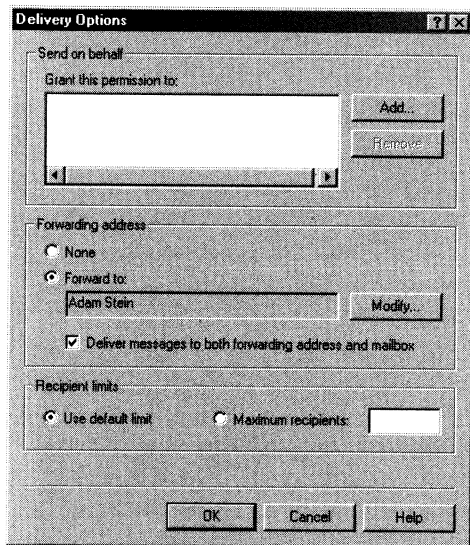 Delivery Options
Send on behalf
Grant this permission to:
Add...
Remove
Forwarding address
None
Forward to:
Adam Stein
Modify...
Deliver messages to both forwarding address and mailbox
Recipient limits
Use default limit
Maximum recipients:
OK
Cancel
Help